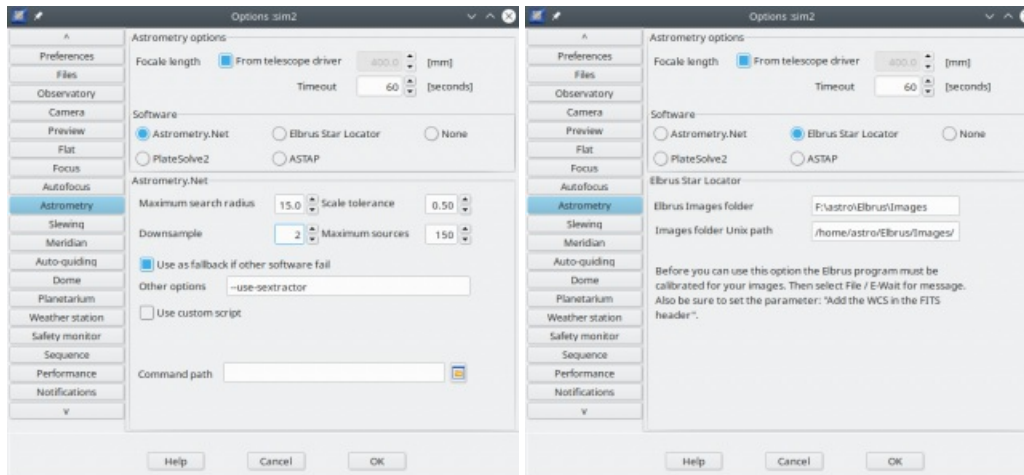 Options :sim2
^
Preferences
Files
Observatory
Camera
Preview
Flat
Focus
Autofocus
Astrometry
Slewing
Meridian
Auto-guiding
Dome
Planetarium
Weather station
Safety monitor
Sequence
Performance
Notifications
v
Astrometry options
Focale length From telescope driver 400.0 [mm]
Timeout 60 [seconds]
Software
Astrometry.Net Elbrus Star Locator None
PlateSolve2 ASTAP
Astrometry.Net
Maximum search radius 15.0 Scale tolerance 0.50
Downsample 2 Maximum sources 150
Use as fallback if other software fail
Other options --use-sextractor
Use custom script
Command path
Help Cancel OK
Options :sim2
^
Preferences
Files
Observatory
Camera
Preview
Flat
Focus
Autofocus
Astrometry
Slewing
Meridian
Auto-guiding
Dome
Planetarium
Weather station
Safety monitor
Sequence
Performance
Notifications
v
Astrometry options
Focale length From telescope driver 400.0 [mm]
Timeout 60 [seconds]
Software
Astrometry.Net Elbrus Star Locator None
PlateSolve2 ASTAP
Elbrus Star Locator
Elbrus Images folder F:\astro\Elbrus\Images
Images folder Unix path /home/astro/Elbrus/Images/
Before you can use this option the Elbrus program must be
calibrated for your images. Then select File / E-Wait for message.
Also be sure to set the parameter: "Add the WCS in the FITS
header".
Help Cancel OK